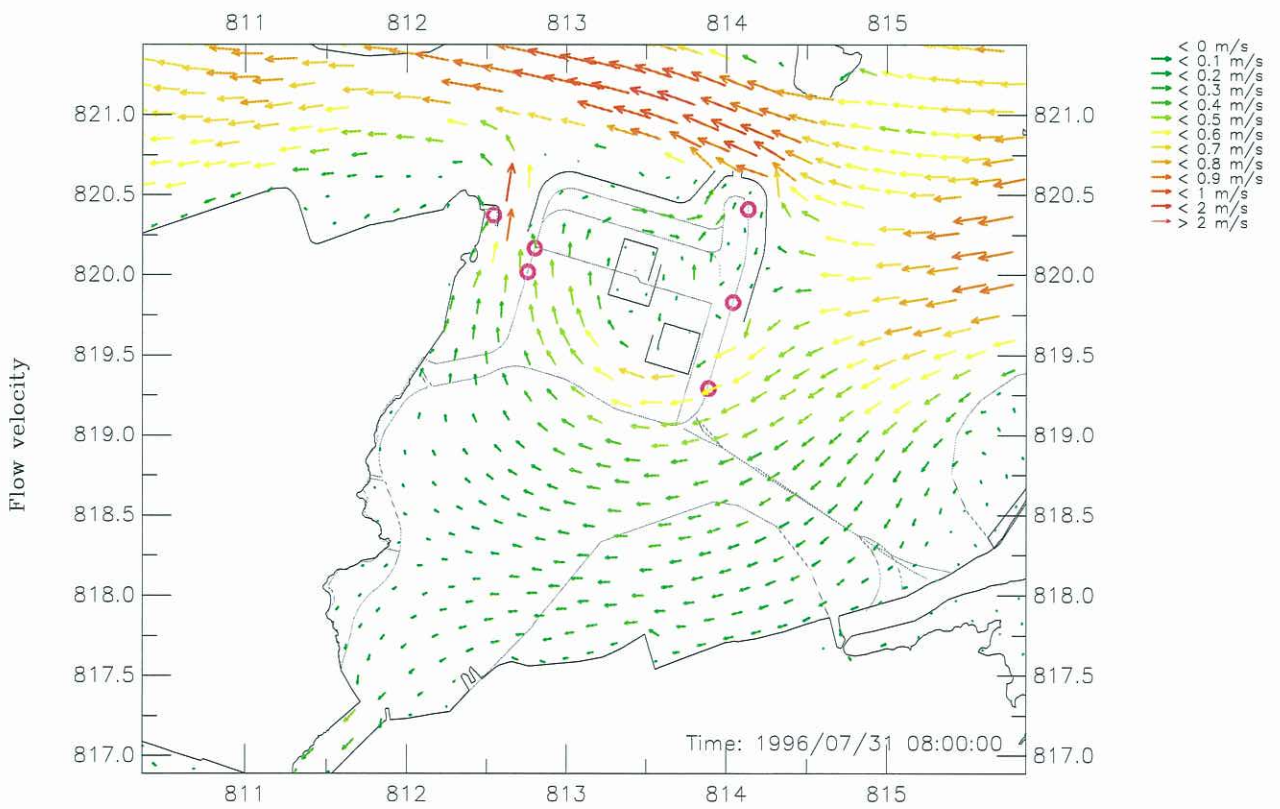 811 812 813 814 815
< 0 m/s
< 0.1 m/s
< 0.2 m/s
< 0.3 m/s
< 0.4 m/s
< 0.5 m/s
< 0.6 m/s
< 0.7 m/s
< 0.8 m/s
< 0.9 m/s
< 1 m/s
< 2 m/s
> 2 m/s
821.0 821.0
820.5 820.5
820.0 820.0
819.5 819.5
819.0 819.0
818.5 818.5
818.0 818.0
817.5 817.5
817.0 817.0
Flow velocity
Time: 1996/07/31 08:00:00
811 812 813 814 815